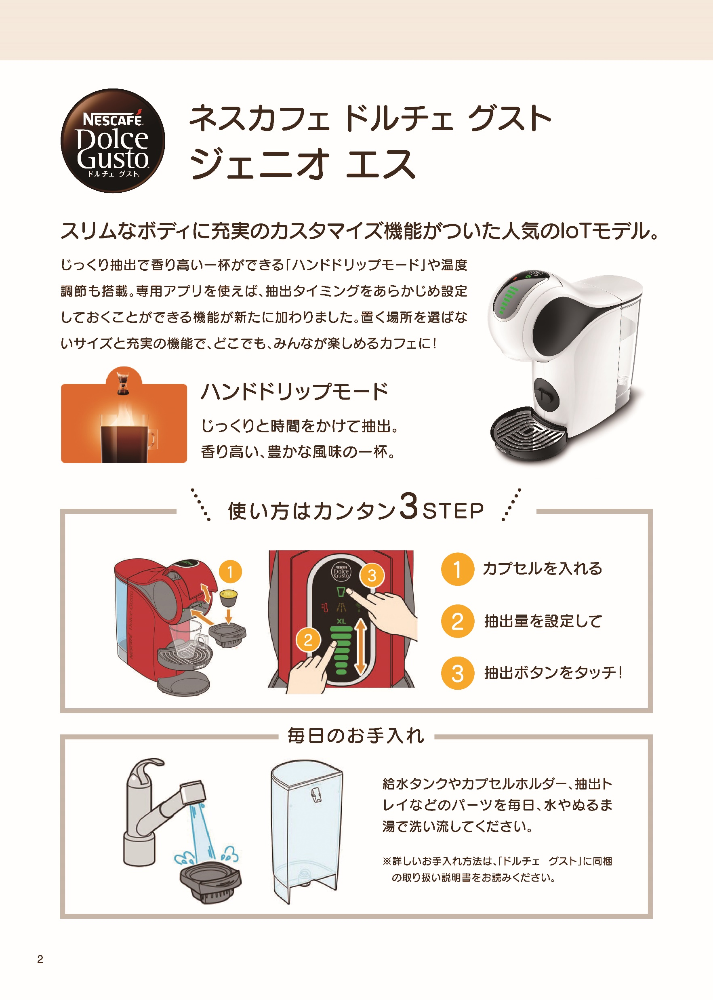 NESCAFÉ
Dolce
Gusto
ドルチェ グスト
ネスカフェ ドルチェ グスト
ジェニオ エス
スリムなボディに充実のカスタマイズ機能がついた人気のIoTモデル。
じっくり抽出で香り高い一杯ができる「ハンドドリップモード」や温度
調節も搭載。専用アプリを使えば、抽出タイミングをあらかじめ設定
しておくことができる機能が新たに加わりました。置く場所を選ばな
いサイズと充実の機能で、どこでも、みんなが楽しめるカフェに!
ハンドドリップモード
じっくりと時間をかけて抽出。
香り高い、豊かな風味の一杯。
使い方はカンタン3STEP
1
NESCAFÉ Dolce Gusto
NESCAFÉ
Dolce
Gusto
3
XL
2
1 カプセルを入れる
2 抽出量を設定して
3 抽出ボタンをタッチ!
毎日のお手入れ
給水タンクやカプセルホルダー、抽出ト
レイなどのパーツを毎日、水やぬるま
湯で洗い流してください。
※詳しいお手入れ方法は、「ドルチェ　グスト」に同梱
の取り扱い説明書をお読みください。
2